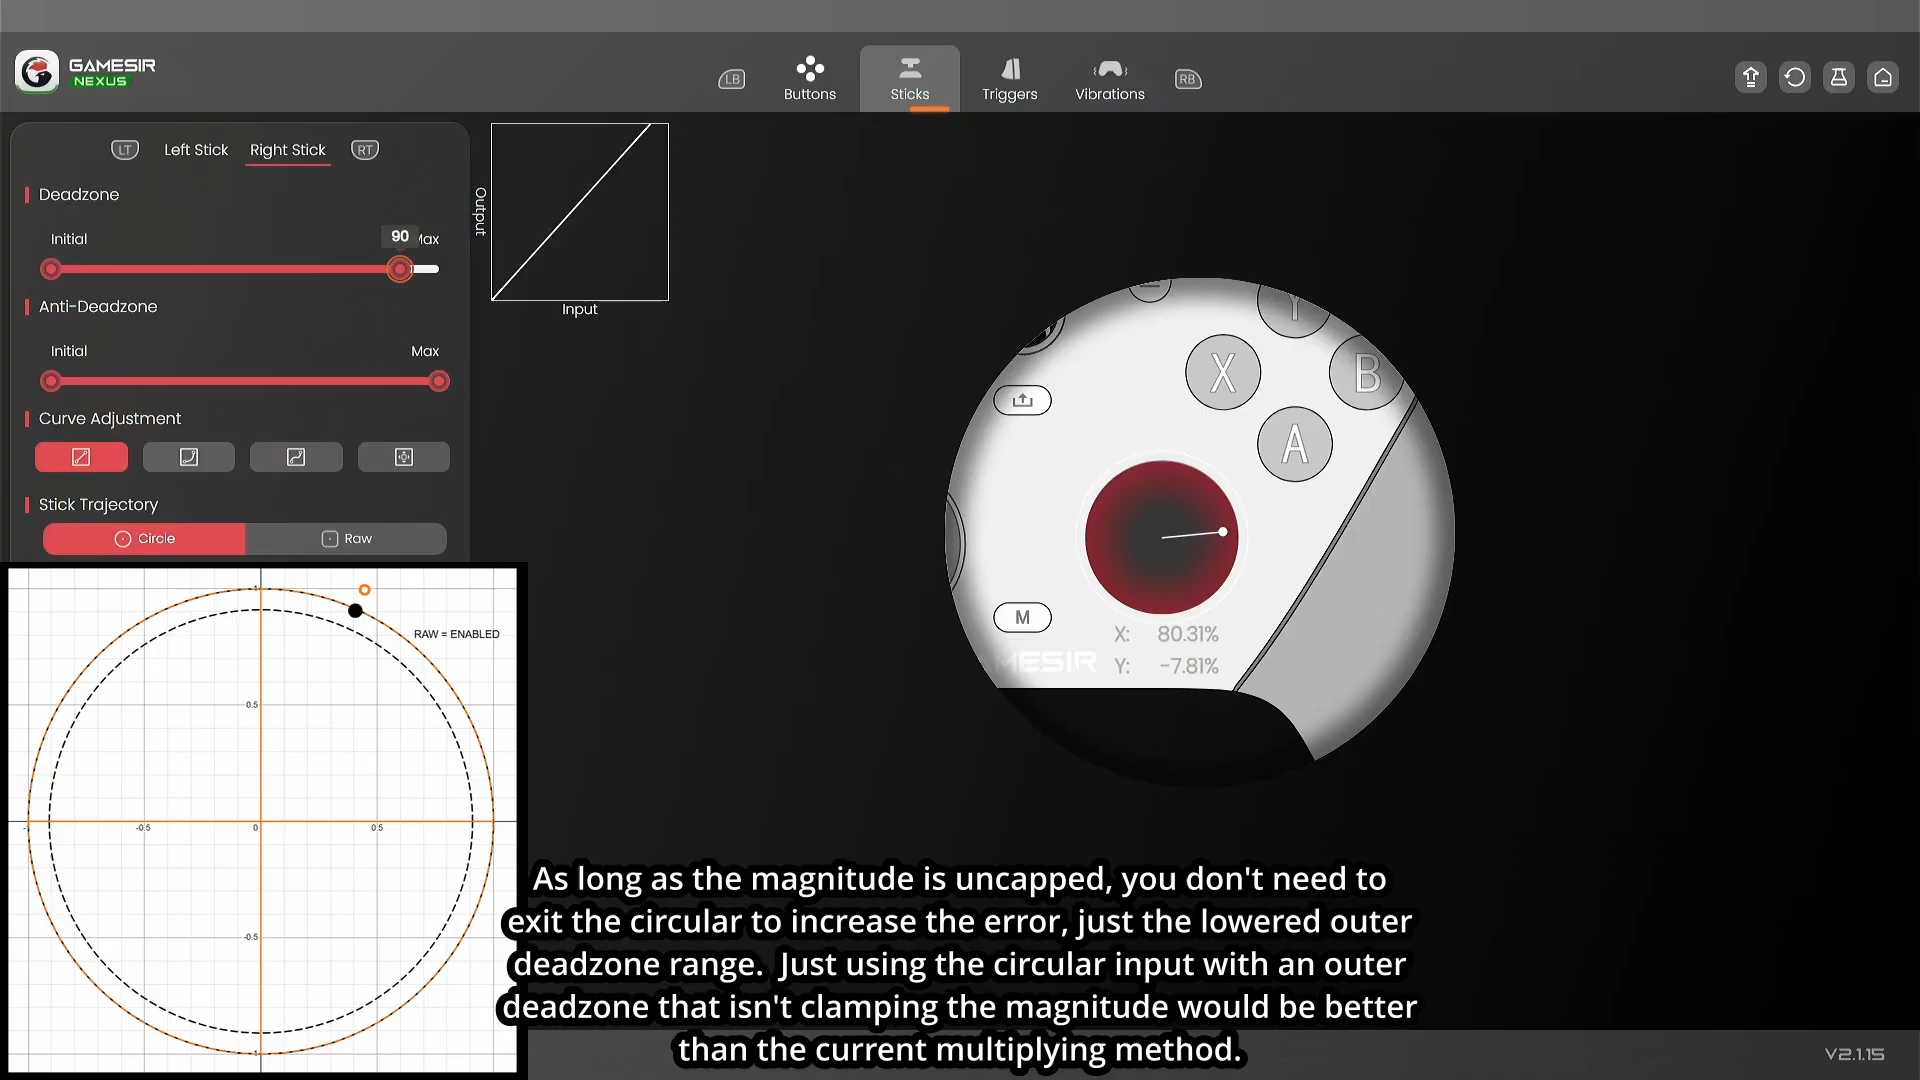 GAMESIR
NEXUS
LB
Buttons
Sticks
Triggers
Vibrations
RB
LT
Left Stick
Right Stick
RT
Deadzone
Initial
90
Max
Anti-Deadzone
Initial
Max
Curve Adjustment
Stick Trajectory
Circle
Raw
Output
Input
Y
X
B
A
M
X: 80.31%
Y: -7.81%
MESIR
1
RAW = ENABLED
0.5
-0.5
0
0.5
-0.5
-1
As long as the magnitude is uncapped, you don't need to
exit the circular to increase the error, just the lowered outer
deadzone range. Just using the circular input with an outer
deadzone that isn't clamping the magnitude would be better
than the current multiplying method.
V2.1.15